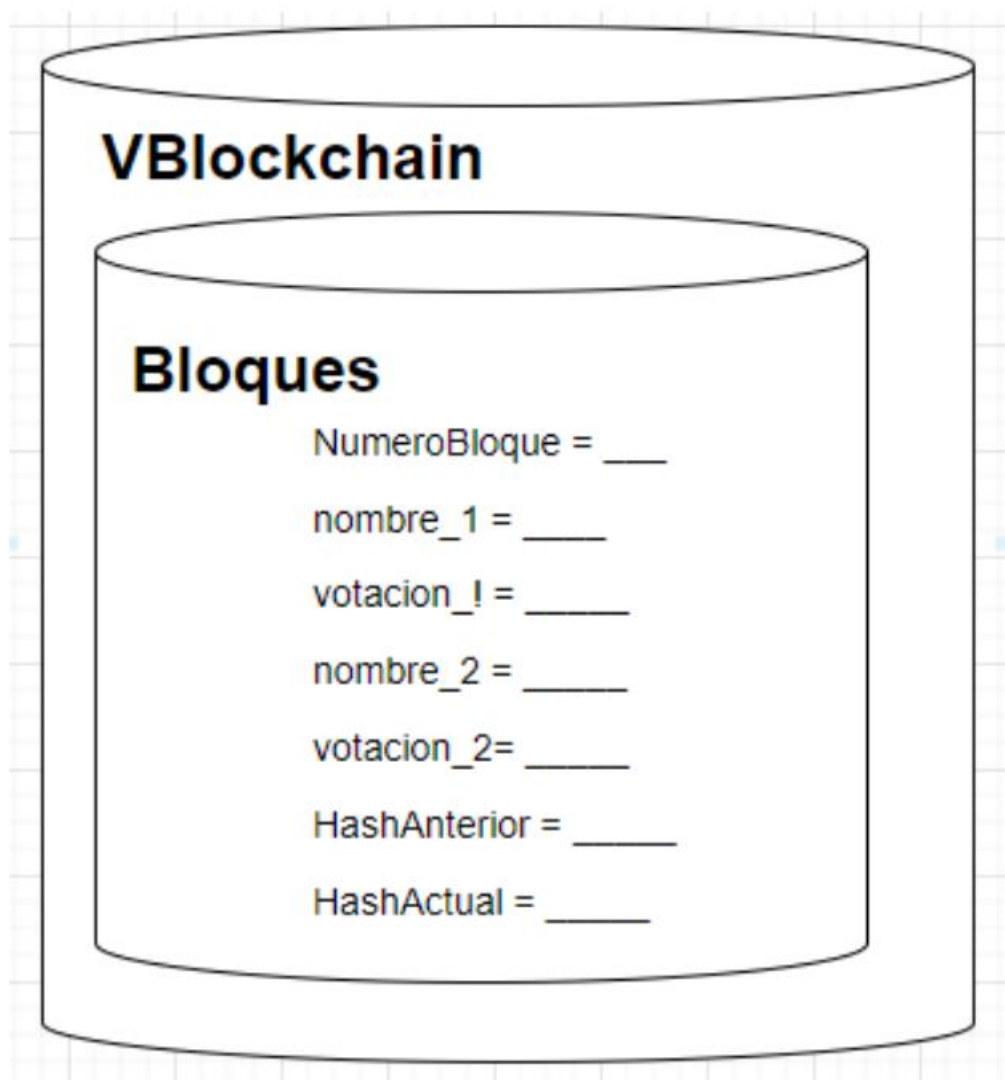 VBlockchain
Bloques
NumeroBloque = ___
nombre_1 = ____
votacion_! = _____
nombre_2 = _____
votacion_2= _____
HashAnterior = _____
HashActual = _____